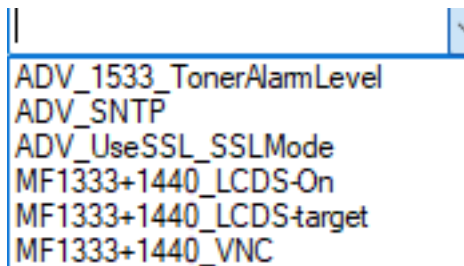 ADV_1533_TonerAlarmLevel
ADV_SNTP
ADV_UseSSL_SSLMode
MF1333+1440_LCDS-On
MF1333+1440_LCDS-target
MF1333+1440_VNC